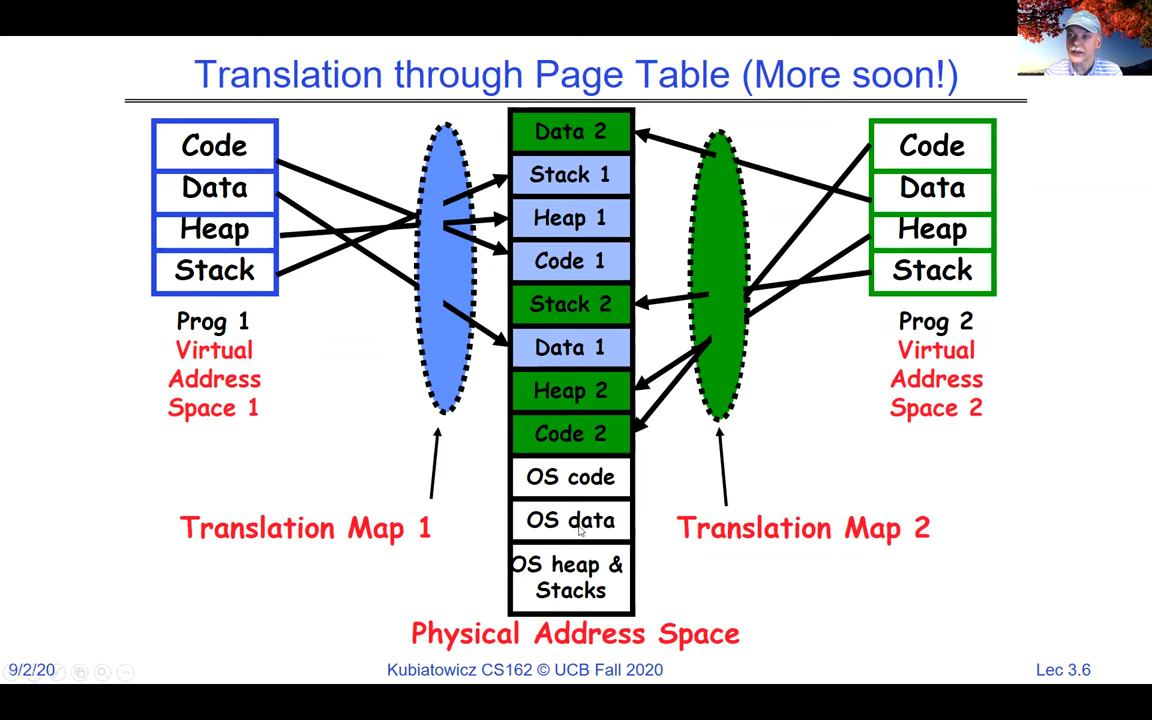 Translation through Page Table (More soon!)
Code
Data
Heap
Stack
Prog 1
Virtual
Address
Space 1
Translation Map 1
Data 2
Stack 1
Heap 1
Code 1
Stack 2
Data 1
Heap 2
Code 2
OS code
OS data
OS heap &
Stacks
Physical Address Space
Code
Data
Heap
Stack
Prog 2
Virtual
Address
Space 2
Translation Map 2
9/2/20
Kubiatowicz CS162 © UCB Fall 2020
Lec 3.6